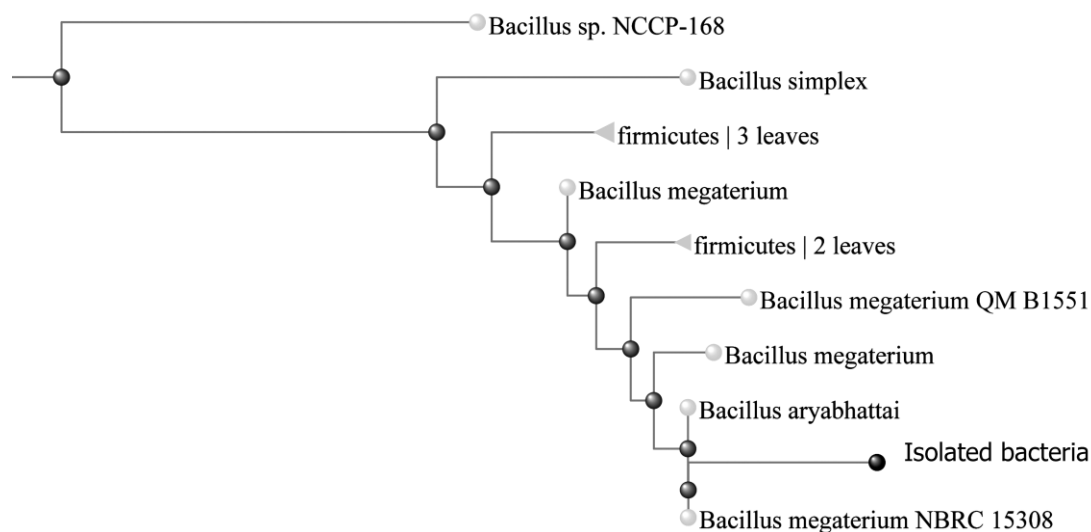 Bacillus sp. NCCP-168
Bacillus simplex
firmicutes | 3 leaves
Bacillus megaterium
firmicutes | 2 leaves
Bacillus megaterium QM B1551
Bacillus megaterium
Bacillus aryabhattai
Isolated bacteria
Bacillus megaterium NBRC 15308